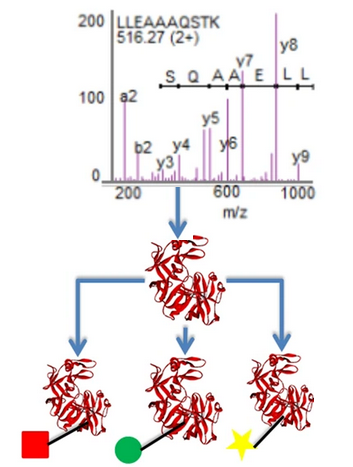 200
LLEAAAQSTK
516.27 (2+)
y8
y7
S Q A A E L L
100
a2
y5
y4
y6
b2
y3
y9
0
200 600 1000
m/z